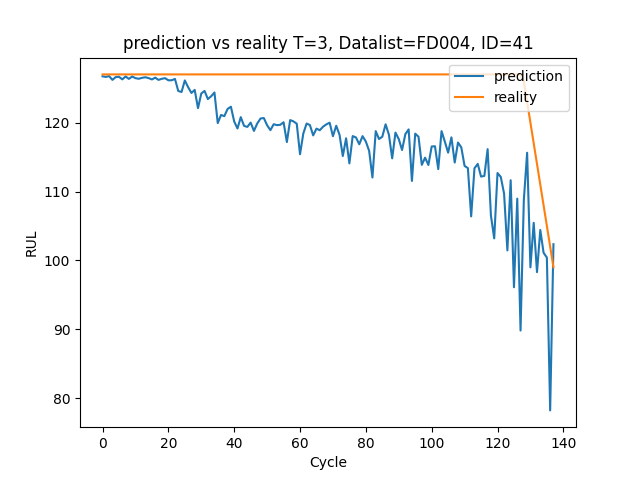 prediction vs reality T=3, Datalist=FD004, ID=41
prediction
reality
RUL
120
110
100
90
80
0 20 40 60 80 100 120 140
Cycle